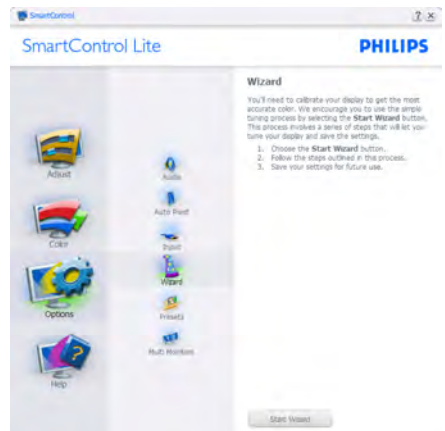 SmartControl
? ×
SmartControl Lite
PHILIPS
Wizard
You'll need to calibrate your display to get the most
accurate color. We encourage you to use the simple
tuning process by selecting the Start Wizard button.
This process involves a series of steps that will let you
tune your display and save the settings.
1. Choose the Start Wizard button.
2. Follow the steps outlined in this process.
3. Save your settings for future use.
Adjust
Color
Options
Help
Audio
Auto Pivot
Input
Wizard
Presets
Multi Monitors
Start Wizard